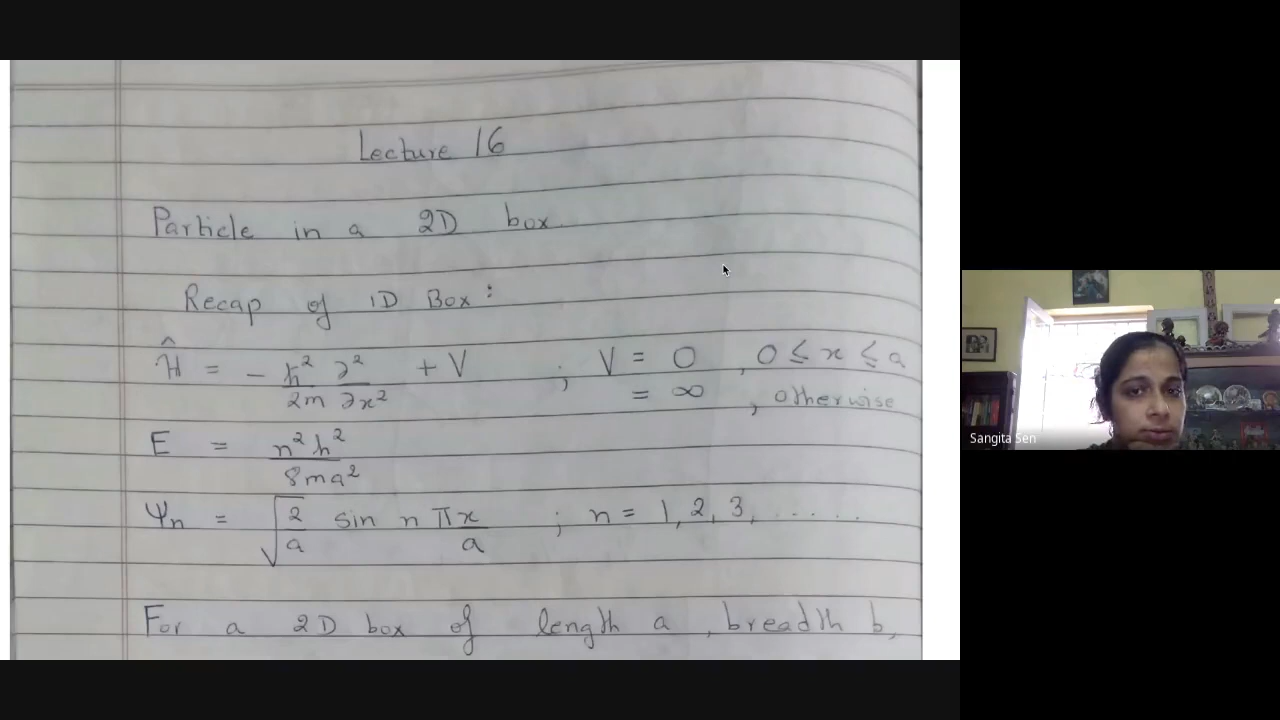 Lecture 16
Particle in a 2D box.
Recap of 1D Box:
Ĥ = - ℏ²/2m ∂²/∂x² + V ; V = 0 , 0 ≤ x ≤ a
= ∞ , otherwise
E = n²h²/8ma²
Ψn = √(2/a) sin nπx/a ; n = 1, 2, 3, .....
For a 2D box of length a, breadth b,
Sangita Sen